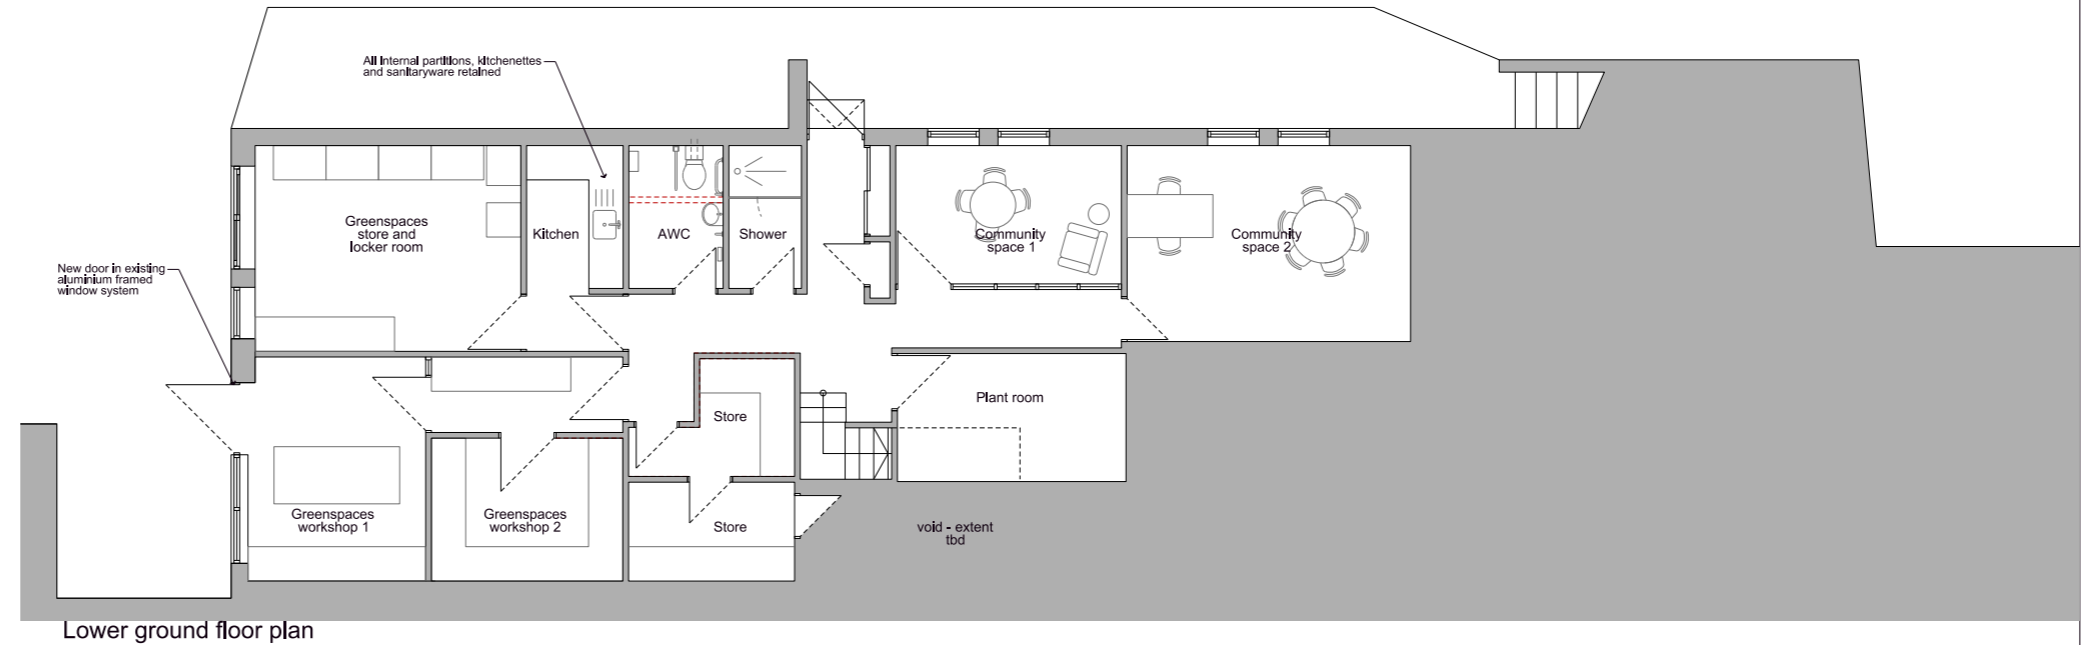 All internal partitions, kitchenettes
and sanitaryware retained
Greenspaces
store and
locker room
Kitchen
AWC
Shower
Community
space 1
Community
space 2
New door in existing
aluminium framed
window system
Plant room
Store
Greenspaces
workshop 1
Greenspaces
workshop 2
Store
void - extent
tbd
Lower ground floor plan